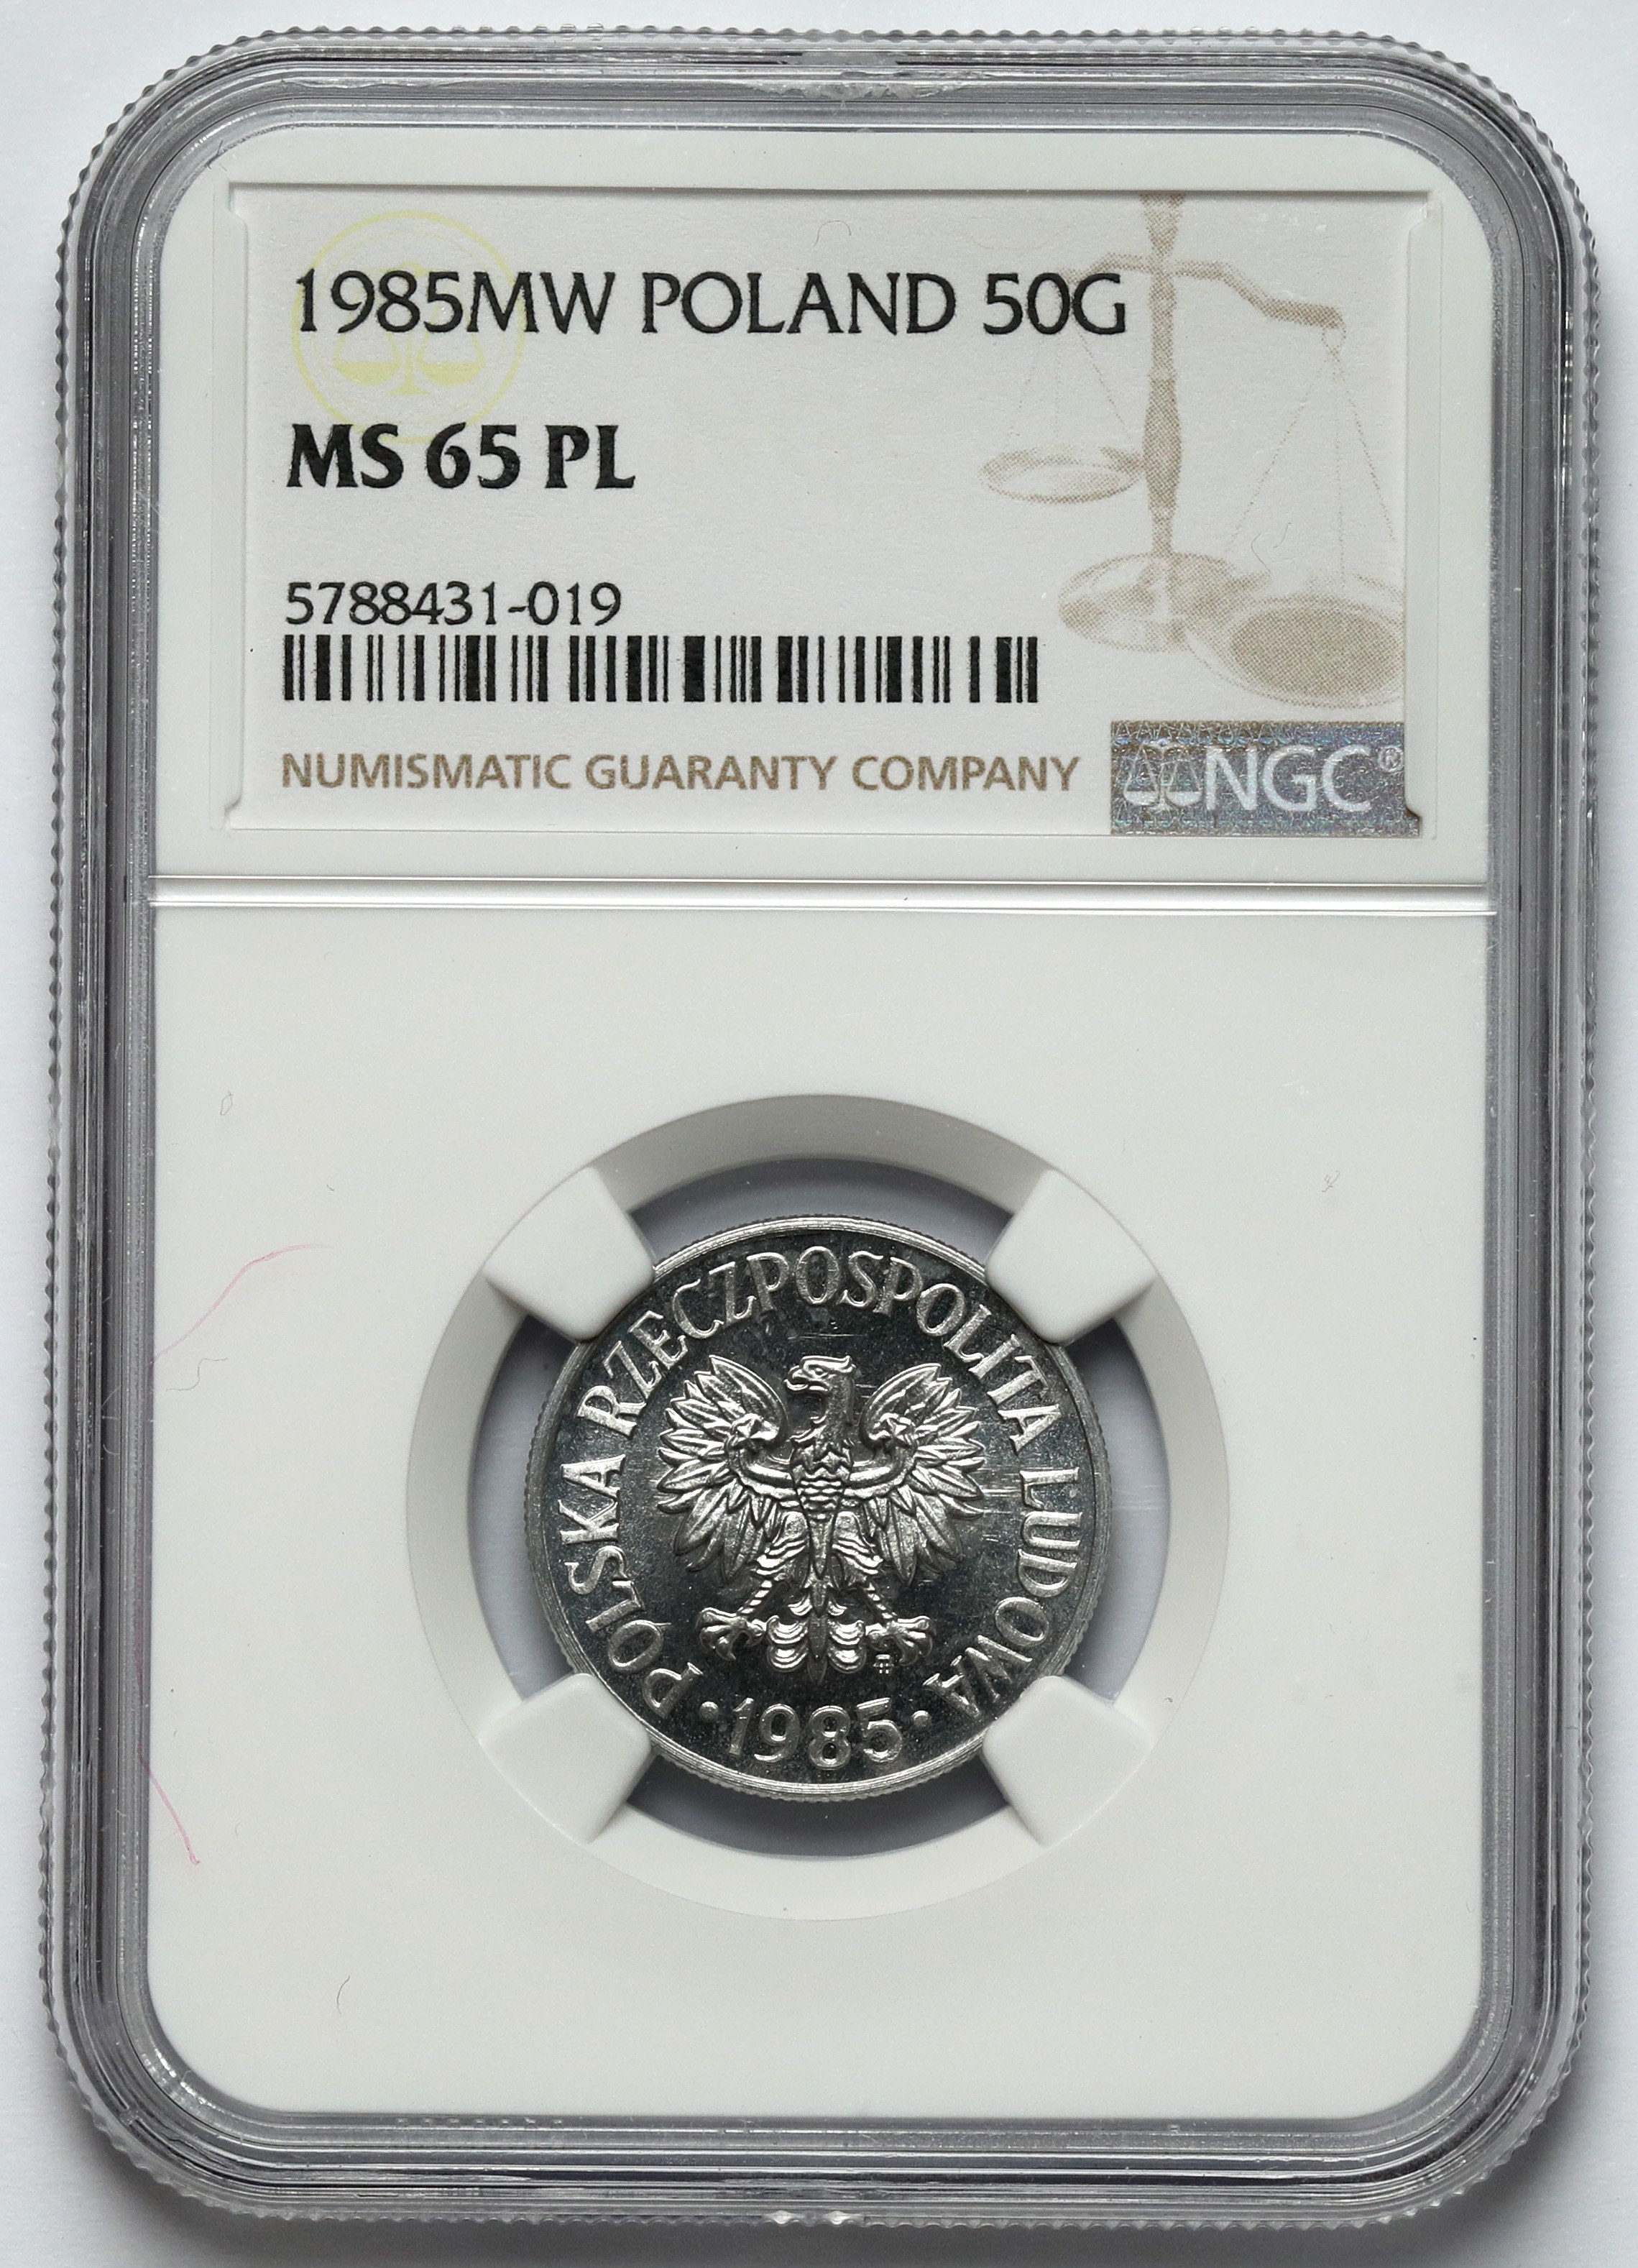 1985MW POLAND 50G
MS 65 PL
5788431-019
NUMISMATIC GUARANTY COMPANY
NGC®
POLSKA RZECZPOSPOLITA LUDOWA
·1985·